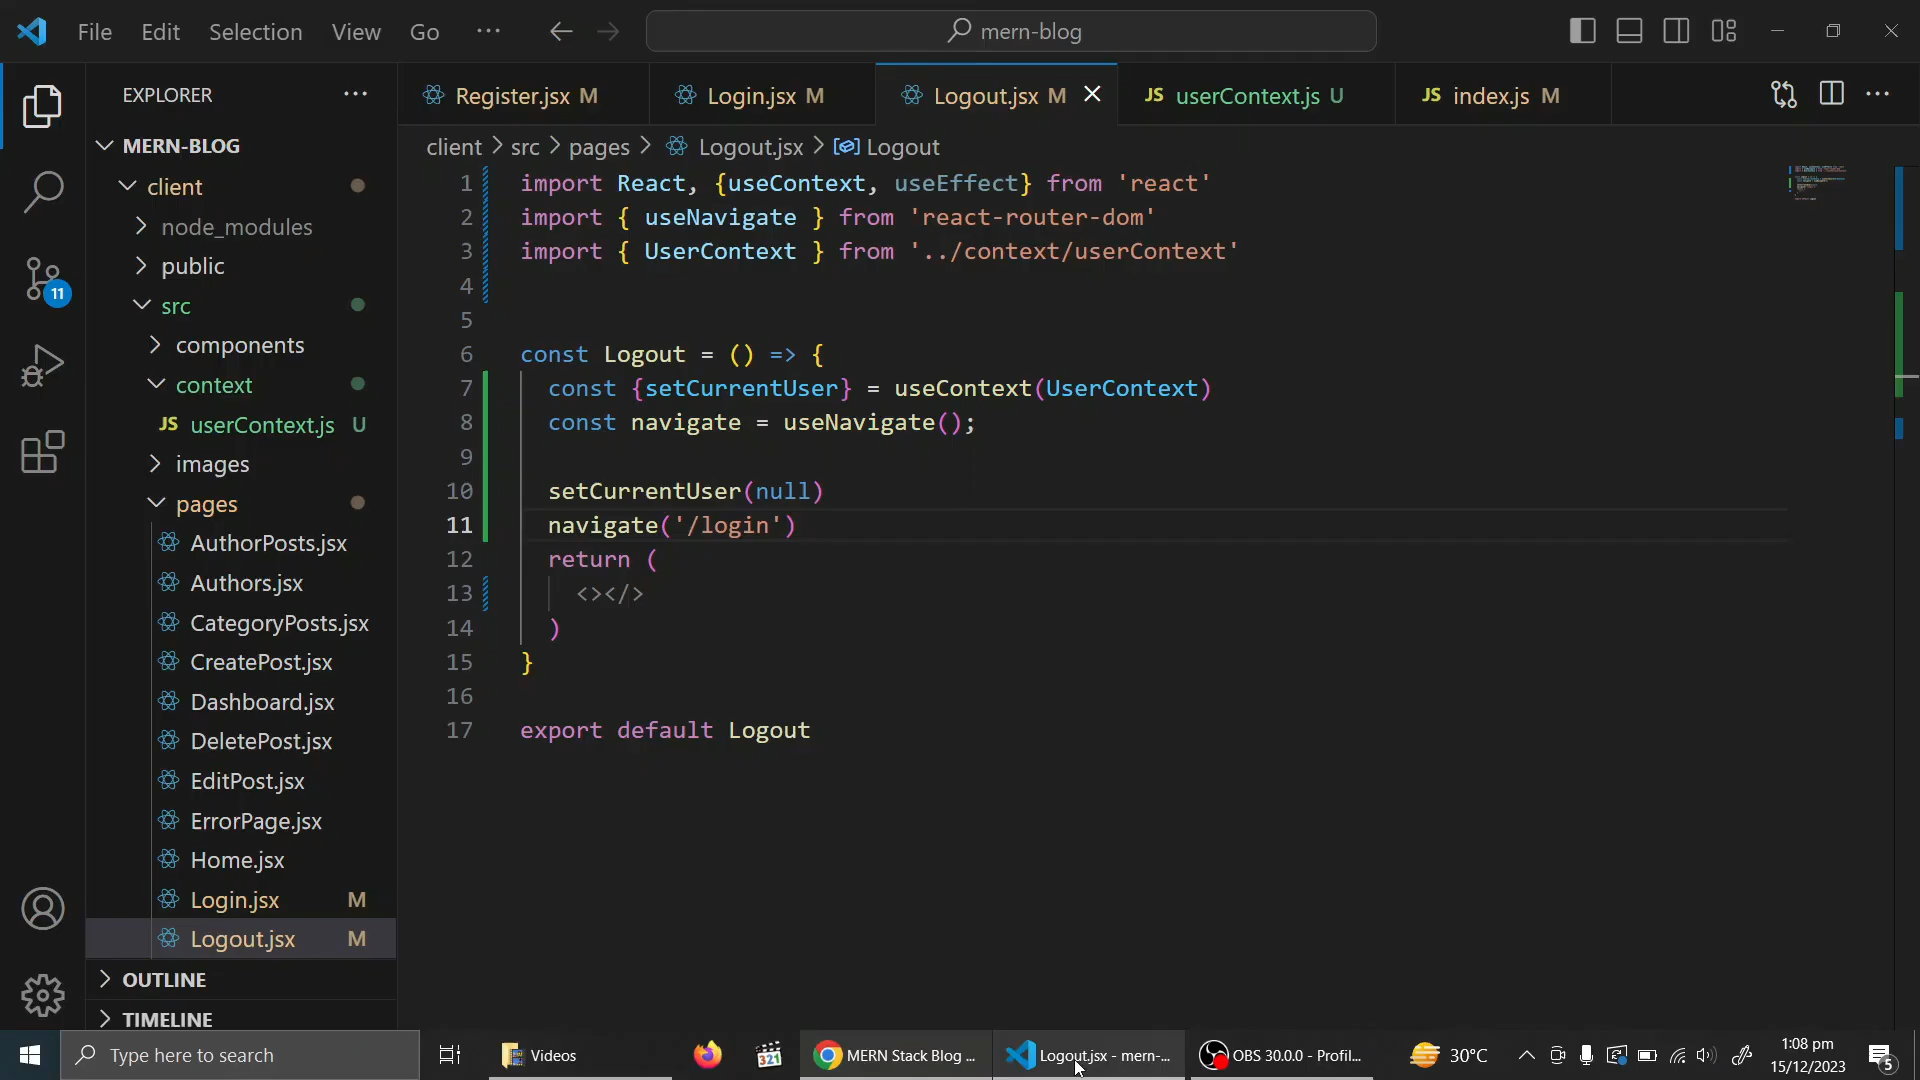 File Edit Selection View Go ··· mern-blog
EXPLORER ···
Register.jsx M Login.jsx M Logout.jsx M JS userContext.js U JS index.js M
client > src > pages > Logout.jsx > Logout
MERN-BLOG
client
node_modules
public
11
src
components
context
JS userContext.js U
images
pages
AuthorPosts.jsx
Authors.jsx
CategoryPosts.jsx
CreatePost.jsx
Dashboard.jsx
DeletePost.jsx
EditPost.jsx
ErrorPage.jsx
Home.jsx
Login.jsx M
Logout.jsx M
OUTLINE
TIMELINE
1 import React, {useContext, useEffect} from 'react'
2 import { useNavigate } from 'react-router-dom'
3 import { UserContext } from '../context/userContext'
4
5
6 const Logout = () => {
7 const {setCurrentUser} = useContext(UserContext)
8 const navigate = useNavigate();
9
10 setCurrentUser(null)
11 navigate('/login')
12 return (
13 <></>
14 )
15 }
16
17 export default Logout
Type here to search Videos 321 MERN Stack Blog ... Logout.jsx - mern-... OBS 30.0.0 - Profil... 30°C 1:08 pm
15/12/2023 5